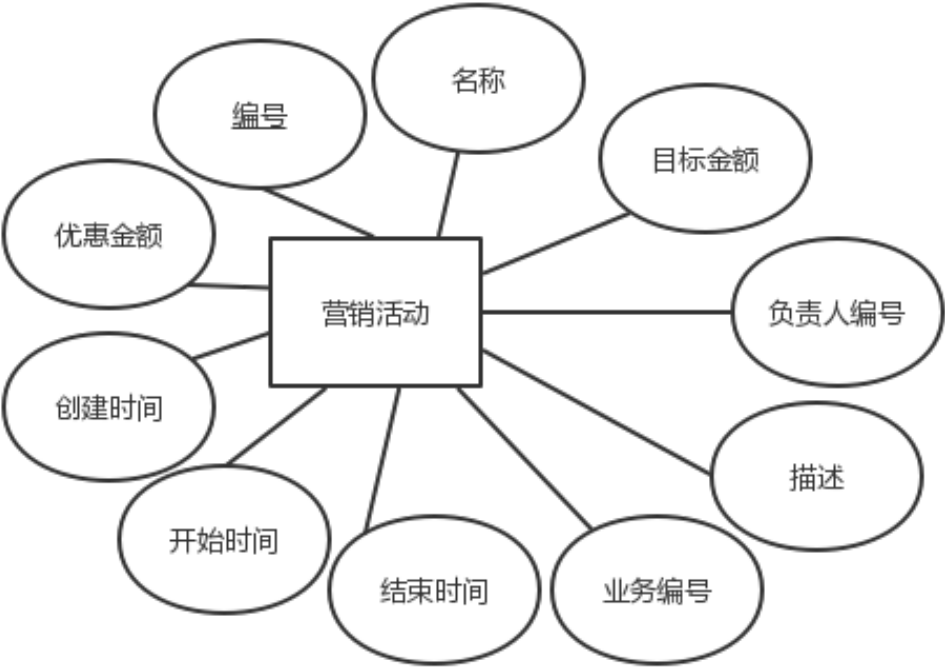 名称
编号
目标金额
优惠金额
营销活动
负责人编号
创建时间
描述
开始时间
结束时间
业务编号